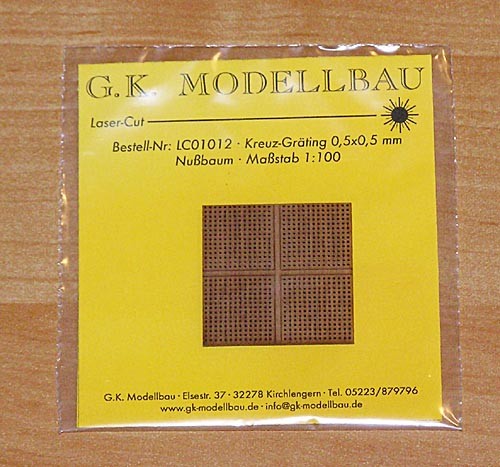 G.K. MODELLBAU
Laser-Cut
Bestell-Nr: LC01012 · Kreuz-Gräting 0,5x0,5 mm
Nußbaum · Maßstab 1:100
G.K. Modellbau · Elsestr. 37 · 32278 Kirchlengern · Tel. 05223/879796
www.gk-modellbau.de · info@gk-modellbau.de